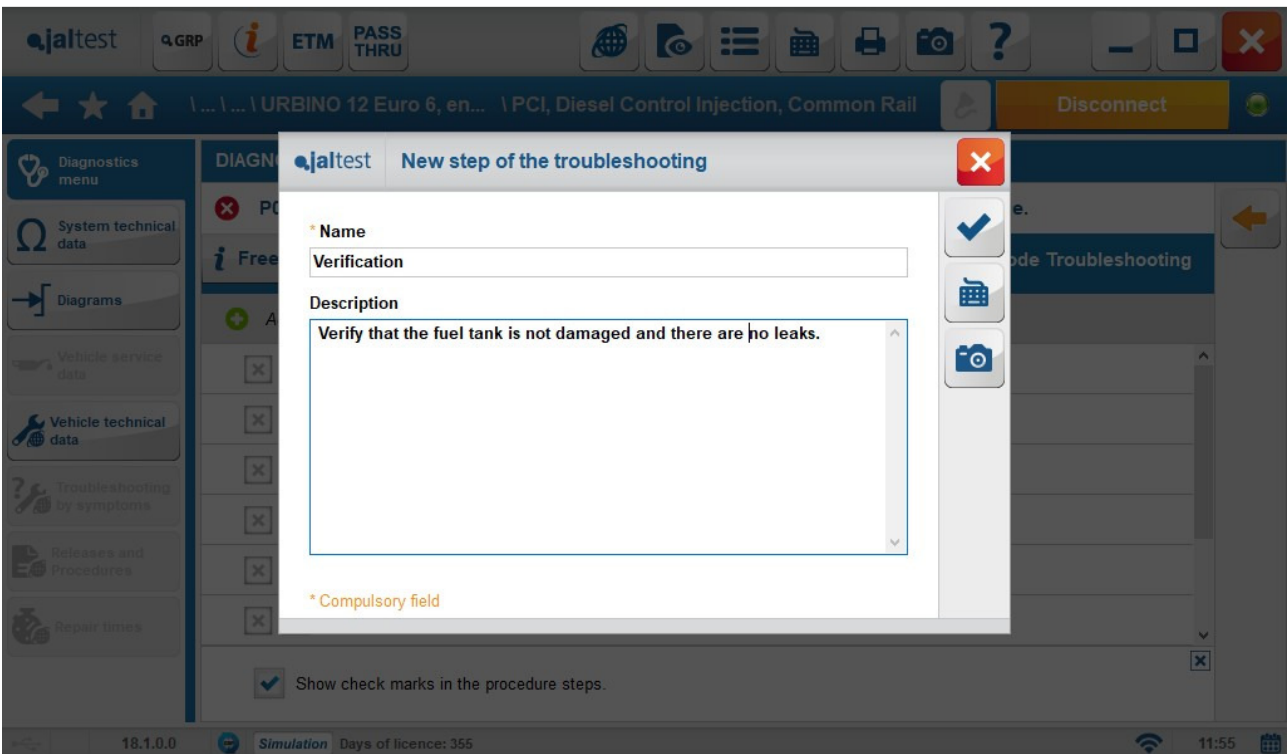 jaltest GRP i ETM PASS THRU ?
\ ... \ ... \ URBINO 12 Euro 6, en... \ PCI, Diesel Control Injection, Common Rail Disconnect
Diagnostics menu
System technical data
Diagrams
Vehicle service data
Vehicle technical data
Troubleshooting by symptoms
Releases and Procedures
Repair times
DIAGN
P0
e.
i Free
ode Troubleshooting
A
jaltest New step of the troubleshooting
* Name
Verification
Description
Verify that the fuel tank is not damaged and there are no leaks.
* Compulsory field
Show check marks in the procedure steps.
18.1.0.0 Simulation Days of licence: 355 11:55